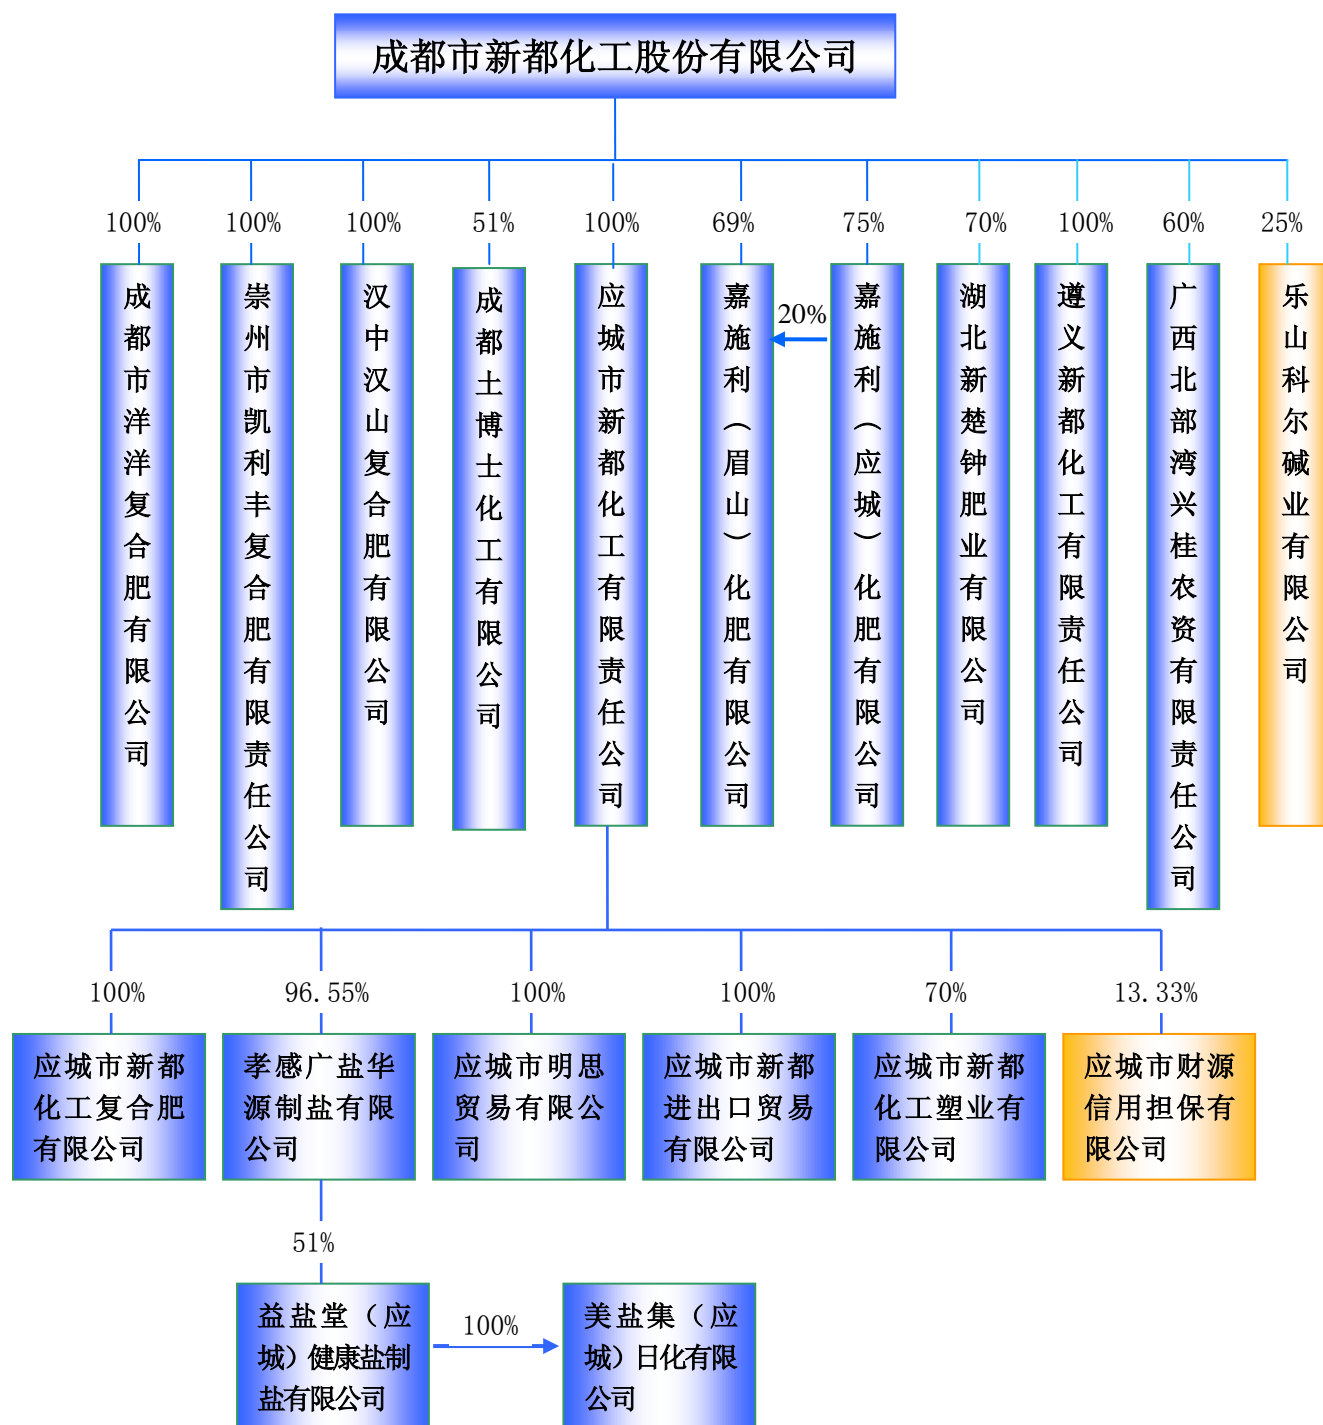 成都市新都化工股份有限公司
100%
100%
100%
51%
100%
69%
75%
70%
100%
60%
25%
成都市洋洋复合肥有限公司
崇州市凯利丰复合肥有限责任公司
汉中汉山复合肥有限公司
成都土博士化工有限公司
应城市新都化工有限责任公司
嘉施利（眉山）化肥有限公司
20%
嘉施利（应城）化肥有限公司
湖北新楚钟肥业有限公司
遵义新都化工有限责任公司
广西北部湾兴桂农资有限责任公司
乐山科尔碱业有限公司
100%
96.55%
100%
100%
70%
13.33%
应城市新都
化工复合肥
有限公司
孝感广盐华
源制盐有限
公司
应城市明思
贸易有限公
司
应城市新都
进出口贸易
有限公司
应城市新都
化工塑业有
限公司
应城市财源
信用担保有
限公司
51%
益盐堂（应
城）健康盐制
盐有限公司
100%
美盐集（应
城）日化有限
公司